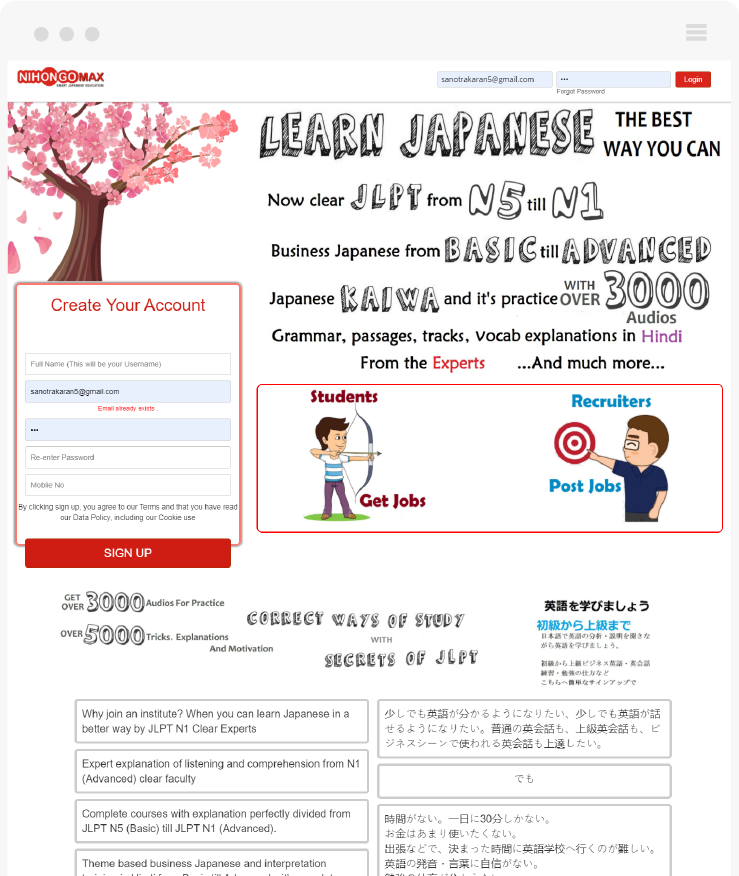 NIHONGOMAX
SMART JAPANESE EDUCATION
sanotrakaran5@gmail.com
•••
Login
Forgot Password
LEARN JAPANESE THE BEST
WAY YOU CAN
Now clear JLPT from N5 till N1
Business Japanese from BASIC till ADVANCED
Japanese KAIWA and it's practice WITH OVER 3000
Audios
Grammar, passages, tracks, vocab explanations in Hindi
From the Experts ...And much more...
Create Your Account
Full Name (This will be your Username)
sanotrakaran5@gmail.com
Email already exists .
•••
Re-enter Password
Moblie No
By clicking sign up, you agree to our Terms and that you have read
our Data Policy, including our Cookie use
SIGN UP
Students
Get Jobs
Recruiters
Post Jobs
GET OVER 3000 Audios For Practice
OVER 5000 Tricks. Explanations
And Motivation
CORRECT WAYS OF STUDY
WITH
SECRETS OF JLPT
英語を学びましょう
初級から上級まで
日本語で英語の分析・説明を聞きな
がら英語を学びましょう。
初級から上級ビジネス英語・英会話
練習・勉強の仕方など
こちらへ簡単なサインアップで
Why join an institute? When you can learn Japanese in a
better way by JLPT N1 Clear Experts
Expert explanation of listening and comprehension from N1
(Advanced) clear faculty
Complete courses with explanation perfectly divided from
JLPT N5 (Basic) till JLPT N1 (Advanced).
Theme based business Japanese and interpretation
少しでも英語が分かるようになりたい、少しでも英語が話
せるようになりたい。普通の英会話も、上級英会話も、ビ
ジネスシーンで使われる英会話も上達したい。
でも
時間がない。一日に30分しかない。
お金はあまり使いたくない。
出張などで、決まった時間に英語学校へ行くのが難しい。
英語の発音・言葉に自信がない。